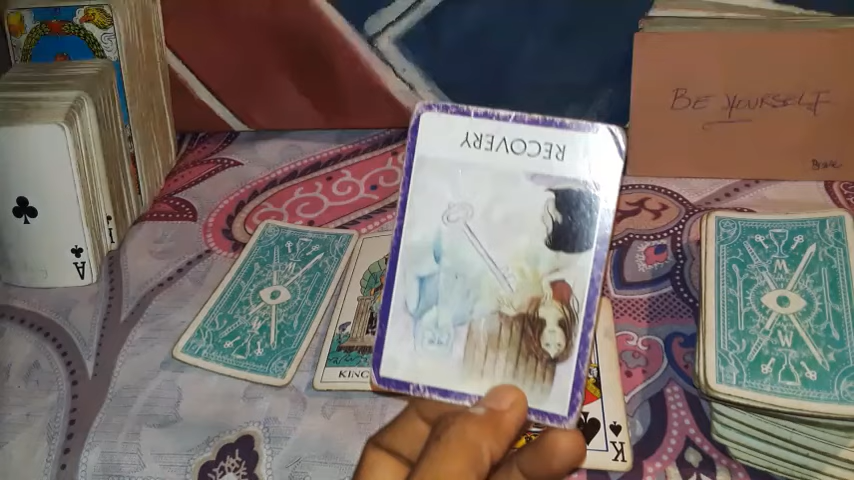 BE YOURSELF
RECOVERY
A
A
KING
K